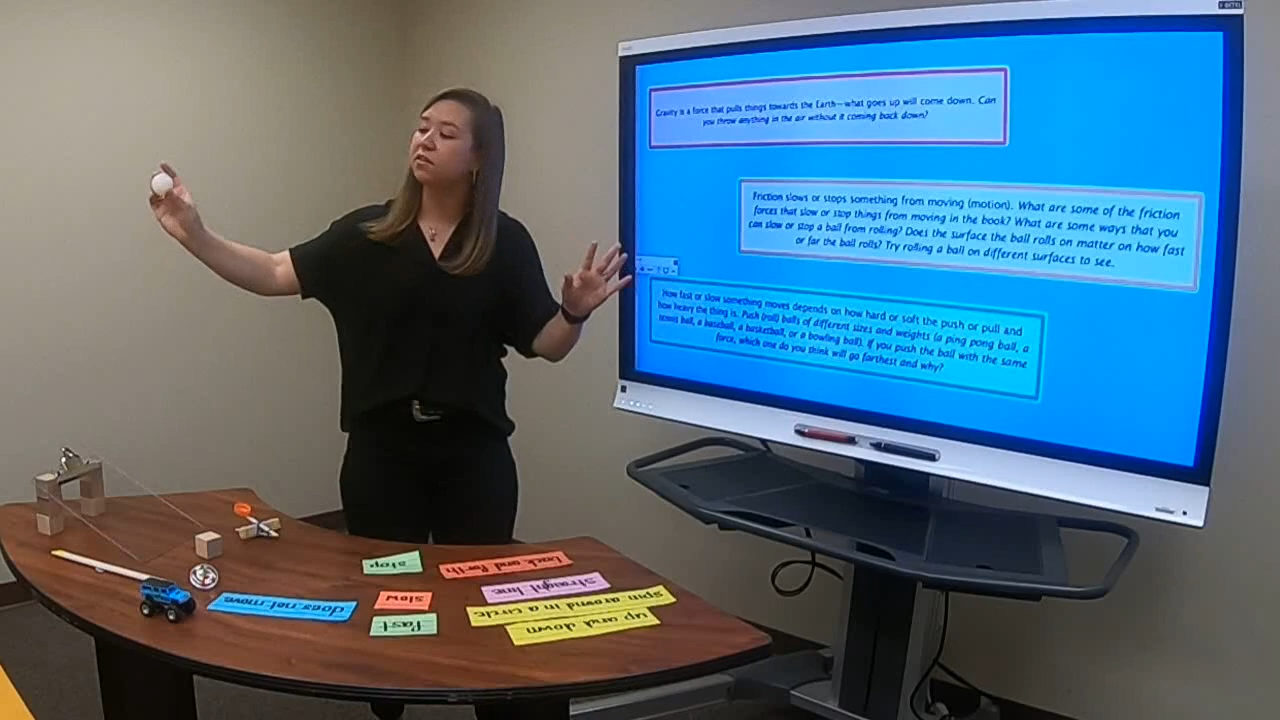 Gravity is a force that pulls things towards the Earth—what goes up will come down. Can
you throw anything in the air without it coming back down?
Friction slows or stops something from moving (motion). What are some of the friction
forces that slow or stop things from moving in the book? What are some ways that you
can slow or stop a ball from rolling? Does the surface the ball rolls on matter on how fast
or far the ball rolls? Try rolling a ball on different surfaces to see.
How fast or slow something moves depends on how hard or soft the push or pull and
how heavy the thing is. Push (roll) balls of different sizes and weights (a ping pong ball, a
tennis ball, a baseball, a basketball, or a bowling ball). If you push the ball with the same
force, which one do you think will go farthest and why?
stop
back and forth
straight line
does not move
slow
spin around in a circle
fast
up and down